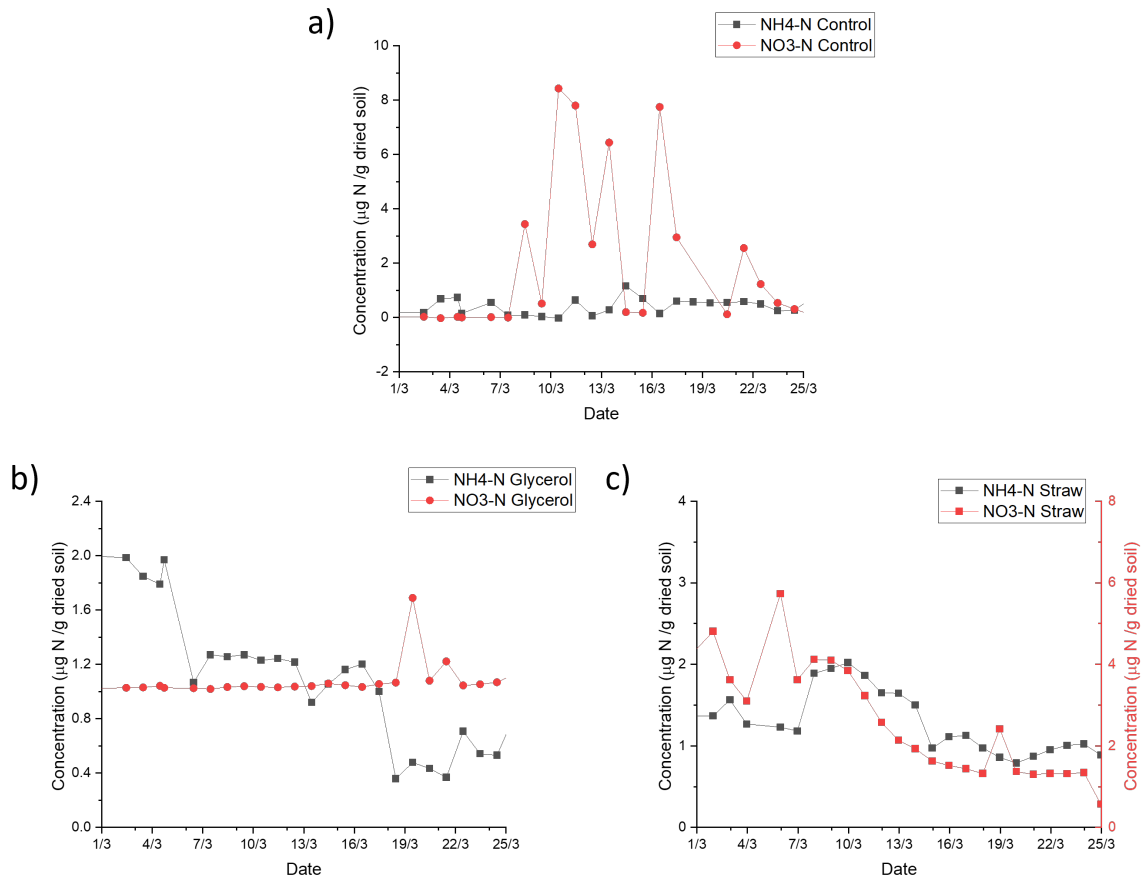 a)
NH4-N Control
NO3-N Control
Concentration (µg N /g dried soil)
10
8
6
4
2
0
-2
1/3 4/3 7/3 10/3 13/3 16/3 19/3 22/3 25/3
Date
b)
NH4-N Glycerol
NO3-N Glycerol
Concentration (µg N /g dried soil)
2.4
2.0
1.6
1.2
0.8
0.4
0.0
1/3 4/3 7/3 10/3 13/3 16/3 19/3 22/3 25/3
Date
c)
NH4-N Straw
NO3-N Straw
Concentration (µg N /g dried soil)
4
3
2
1
0
1/3 4/3 7/3 10/3 13/3 16/3 19/3 22/3 25/3
Date
8
6
4
2
0
Concentration (µg N /g dried soil)